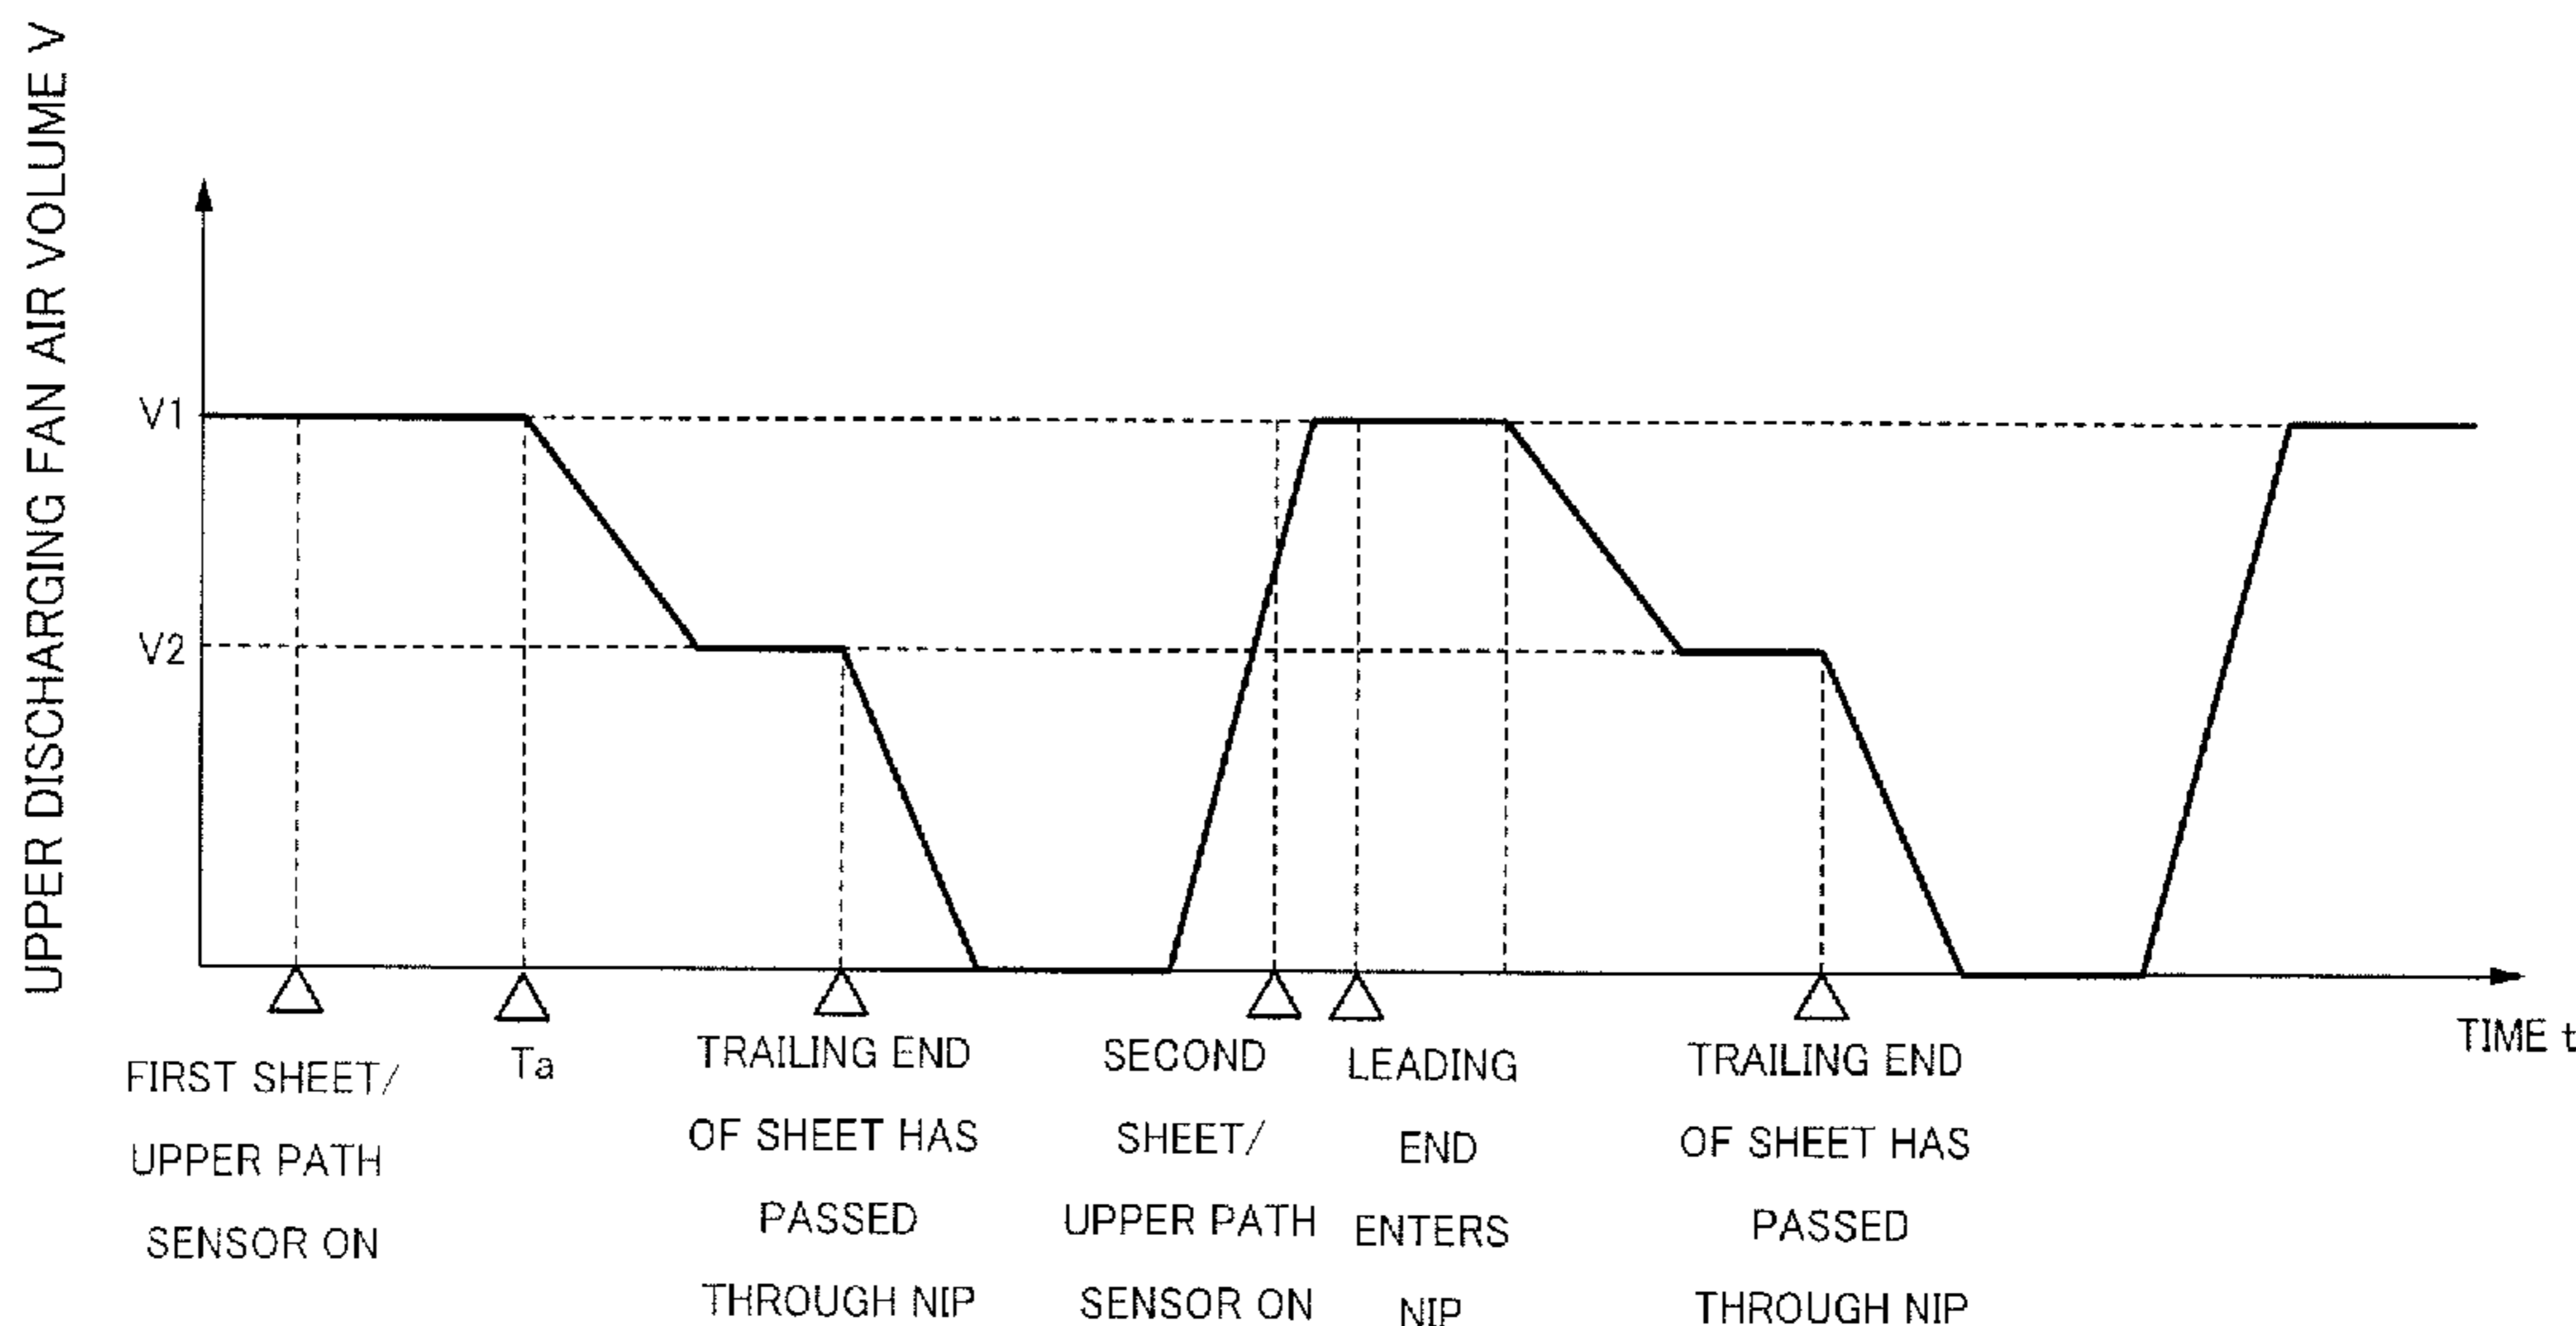 UPPER DISCHARGING FAN AIR VOLUME V
V1
V2
TIME t
FIRST SHEET/
UPPER PATH
SENSOR ON
Ta
TRAILING END
OF SHEET HAS
PASSED
THROUGH NIP
SECOND
SHEET/
UPPER PATH
SENSOR ON
LEADING
END
ENTERS
NIP
TRAILING END
OF SHEET HAS
PASSED
THROUGH NIP